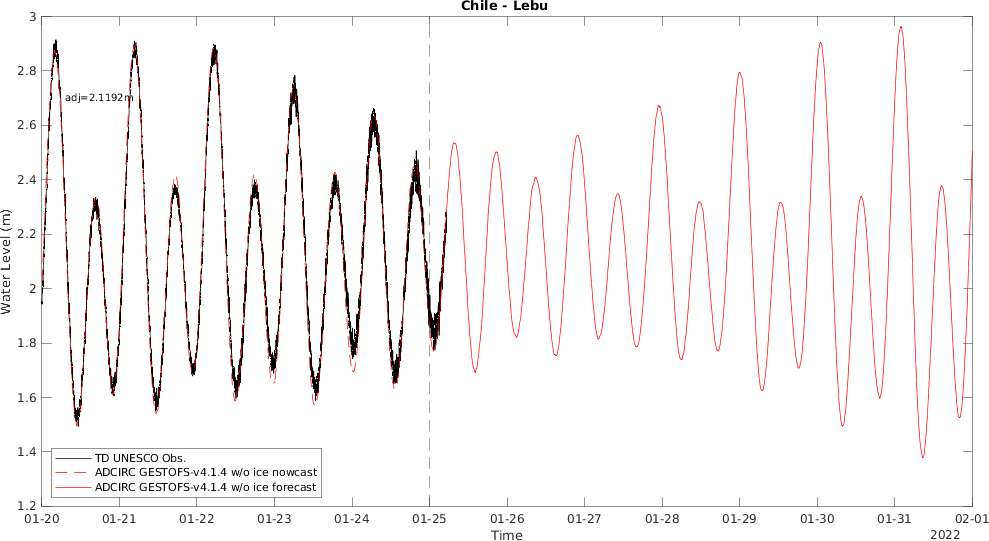 Chile - Lebu
3
2.8
2.6
2.4
2.2
2
1.8
1.6
1.4
1.2
Water Level (m)
adj=2.1192m
TD UNESCO Obs.
ADCIRC GESTOFS-v4.1.4 w/o ice nowcast
ADCIRC GESTOFS-v4.1.4 w/o ice forecast
01-20 01-21 01-22 01-23 01-24 01-25 01-26 01-27 01-28 01-29 01-30 01-31 02-01
Time
2022